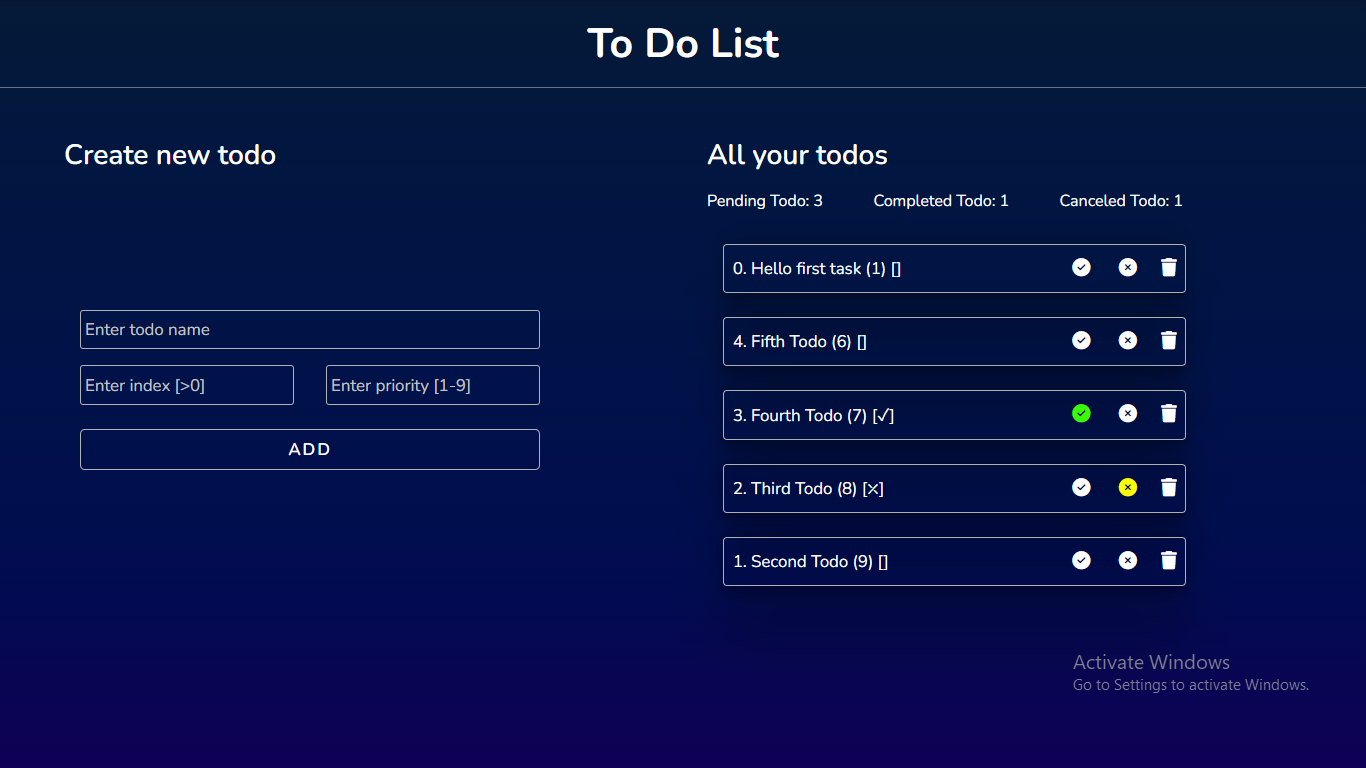 To Do List
Create new todo
Enter todo name
Enter index [>0]
Enter priority [1-9]
ADD
All your todos
Pending Todo: 3
Completed Todo: 1
Canceled Todo: 1
0. Hello first task (1) []
4. Fifth Todo (6) []
3. Fourth Todo (7) [✓]
2. Third Todo (8) [⨯]
1. Second Todo (9) []
Activate Windows
Go to Settings to activate Windows.